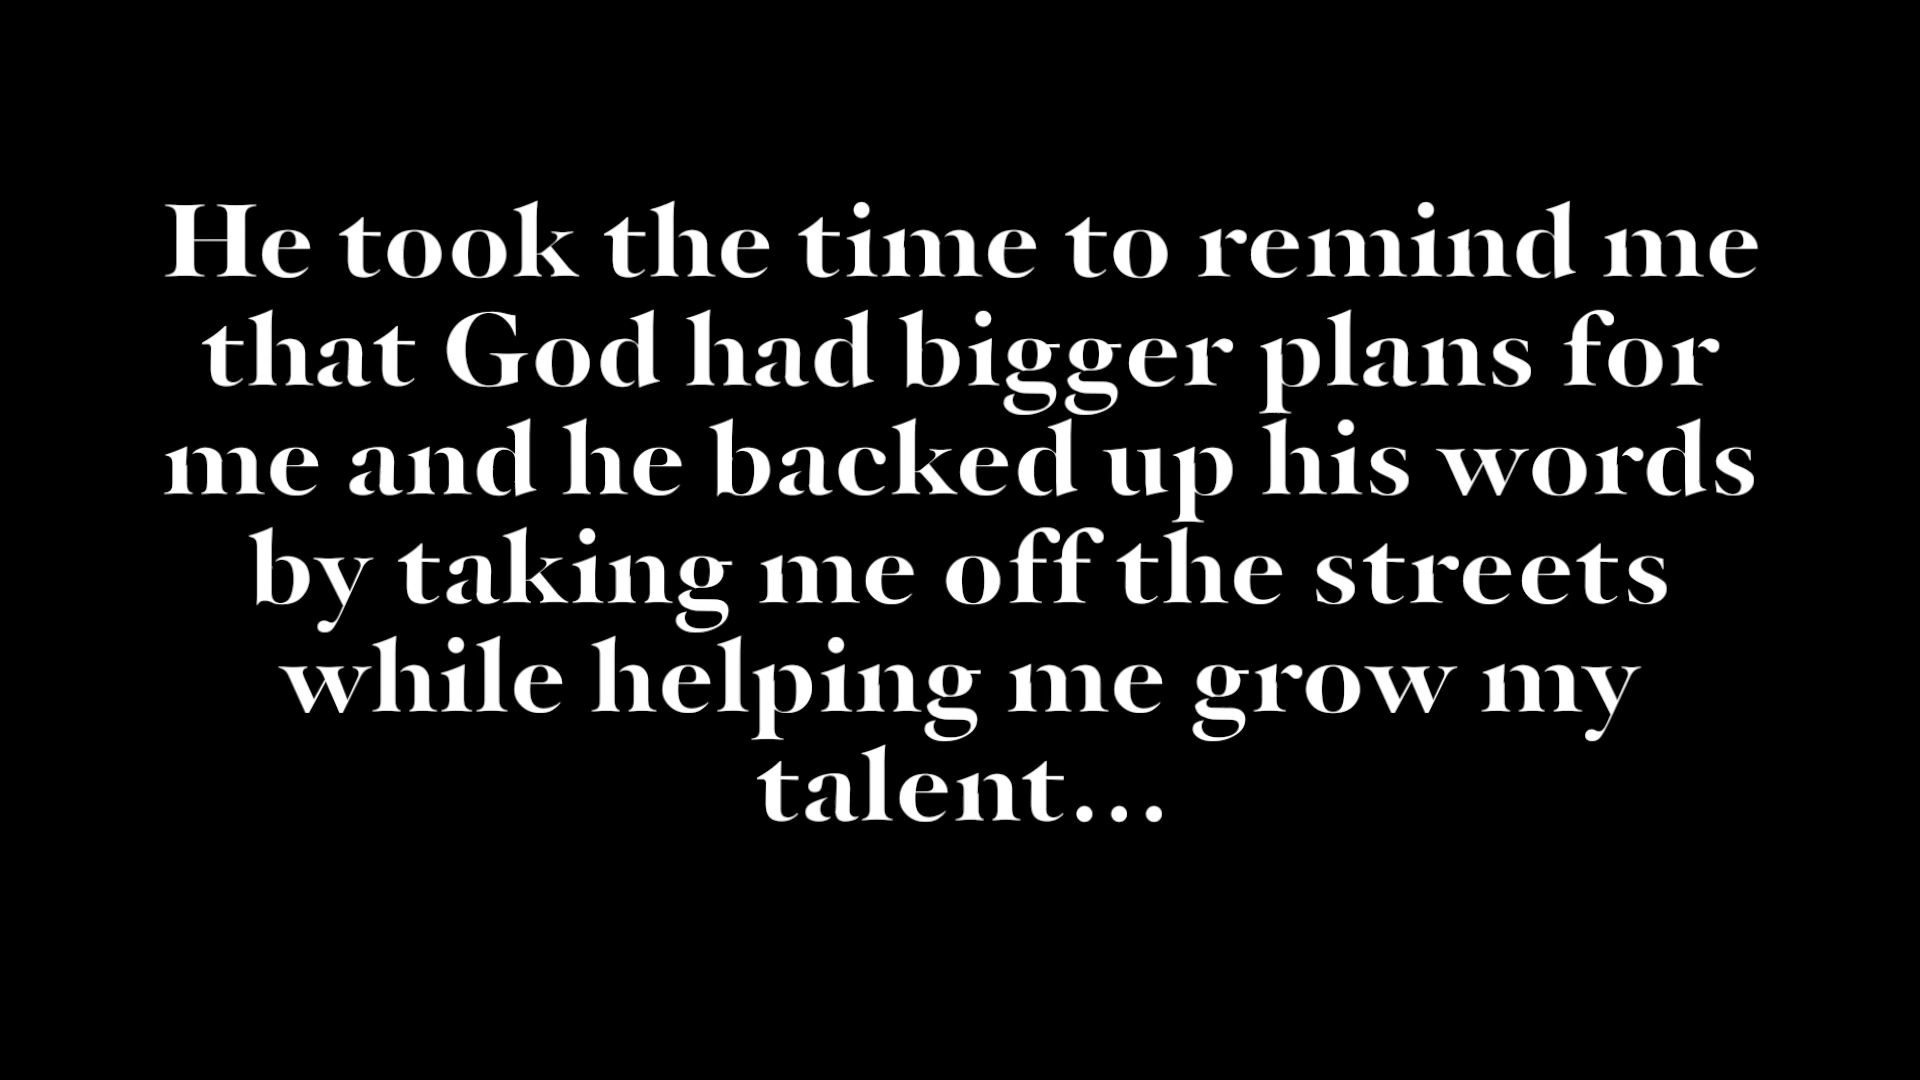 He took the time to remind me
that God had bigger plans for
me and he backed up his words
by taking me off the streets
while helping me grow my
talent...